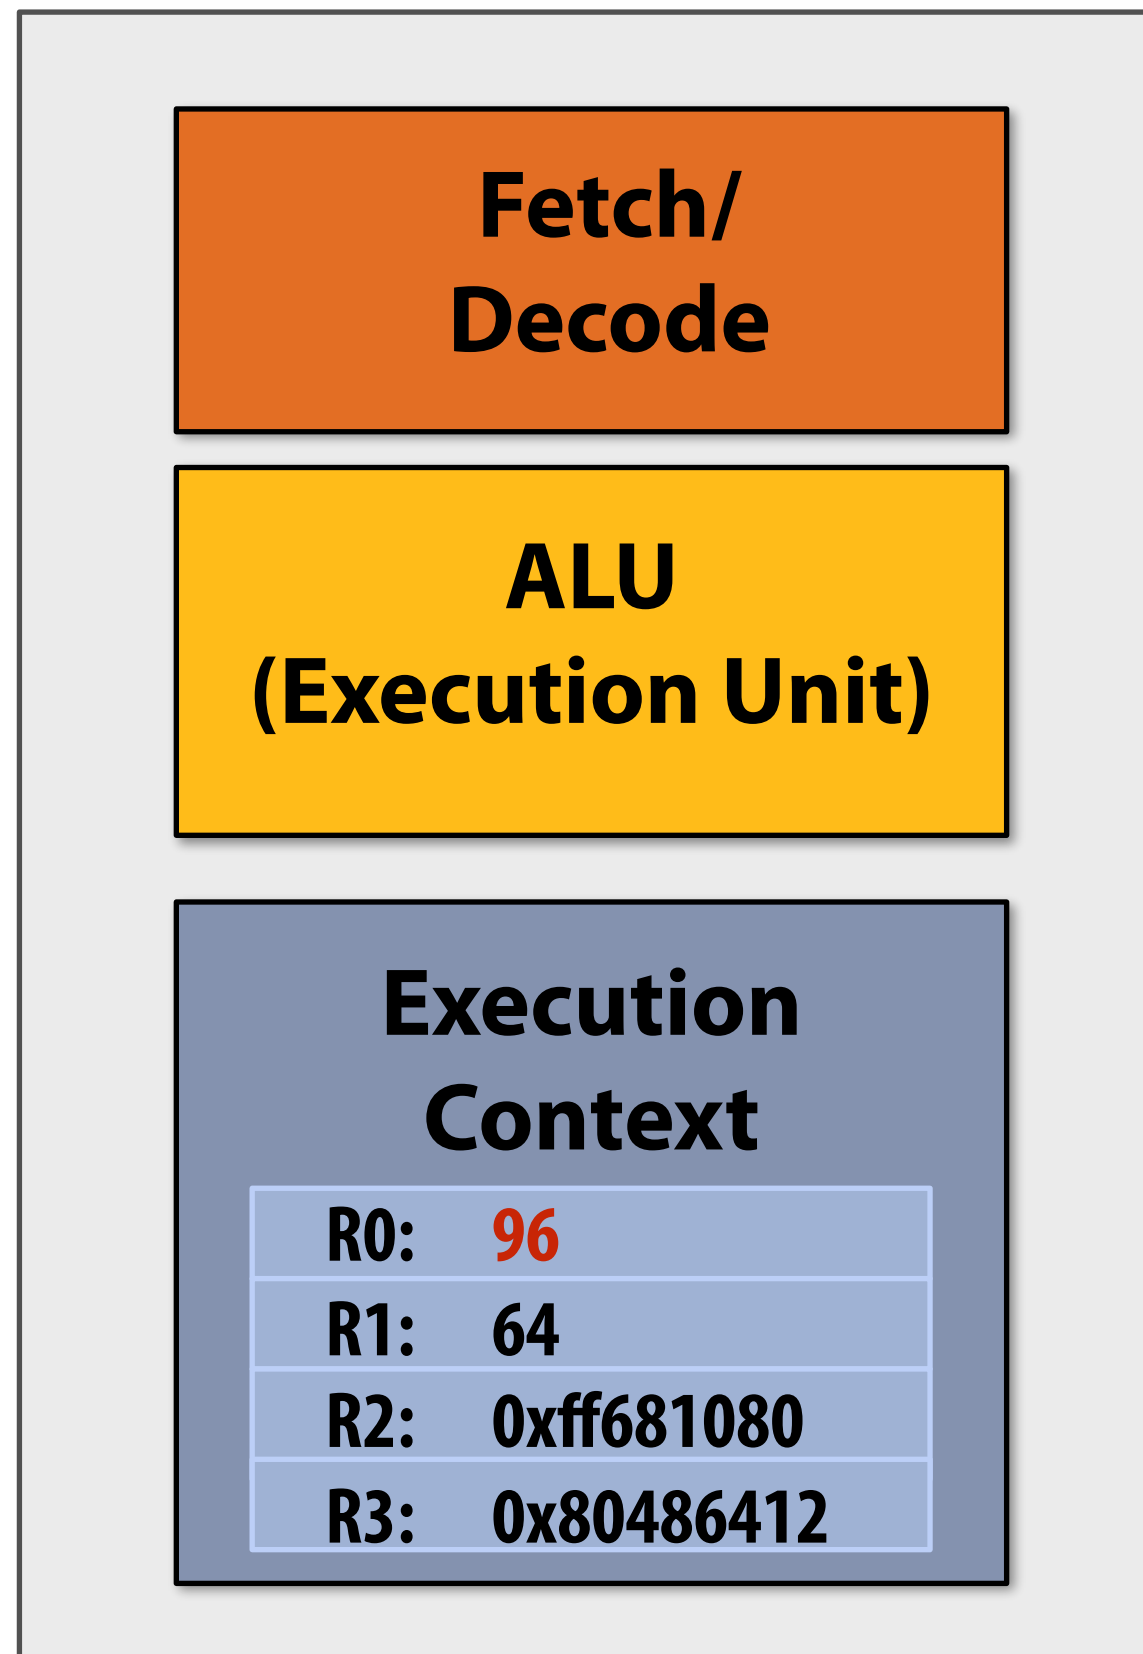 Fetch/
Decode
ALU
(Execution Unit)
Execution
Context
R0: 96
R1: 64
R2: 0xff681080
R3: 0x80486412